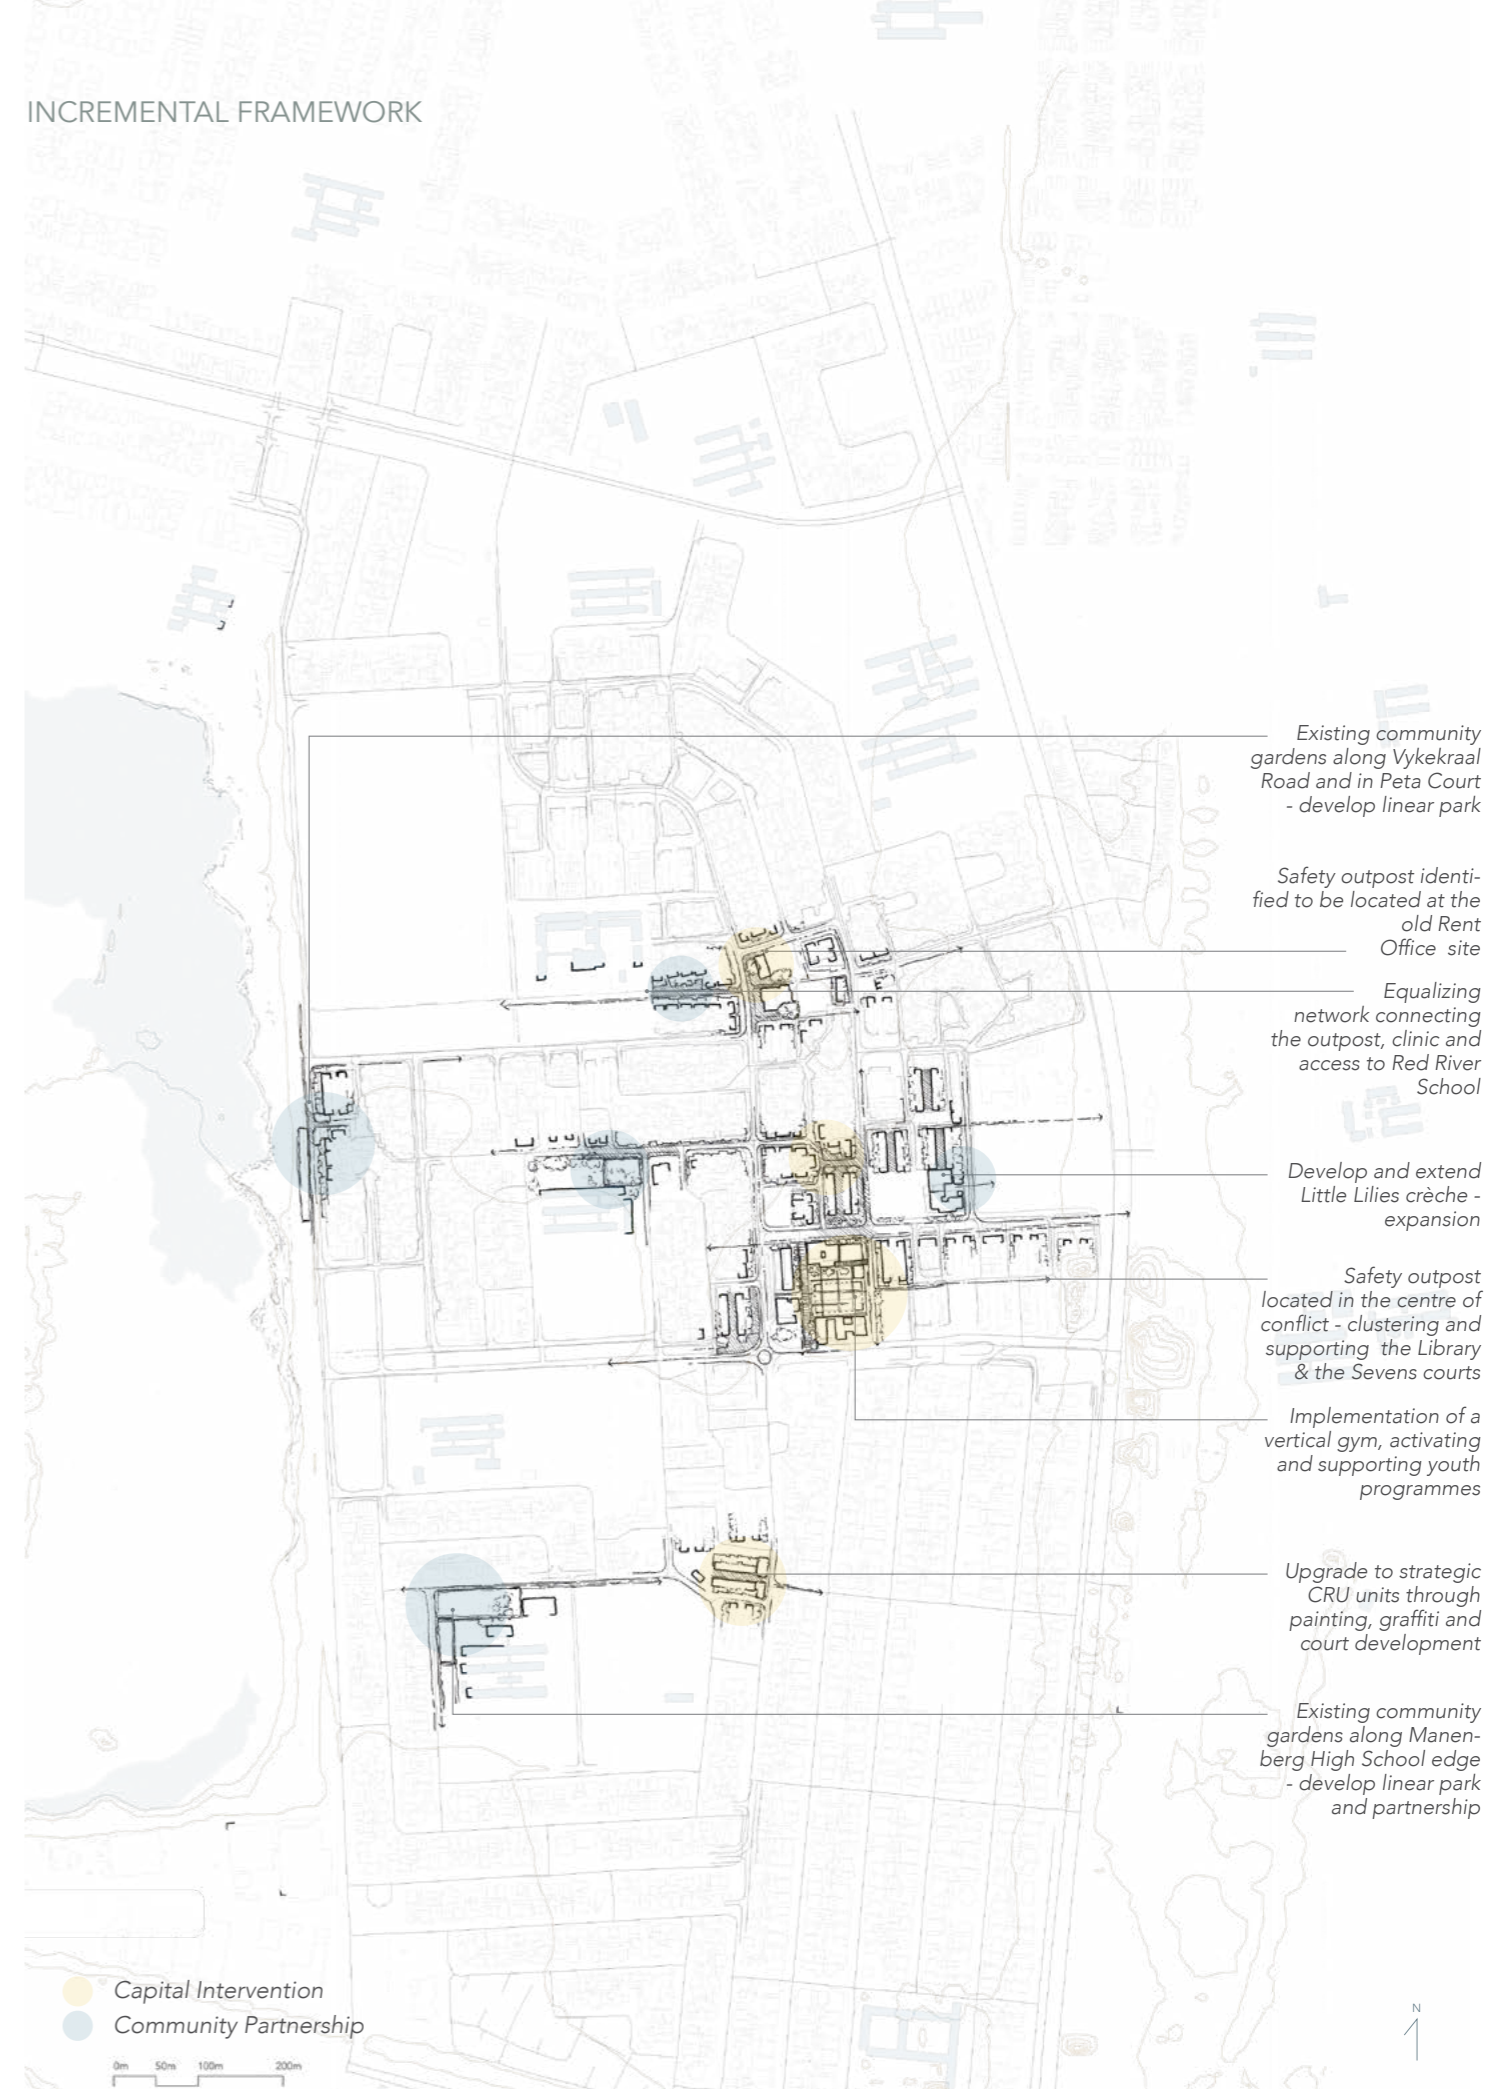 INCREMENTAL FRAMEWORK
Existing community
gardens along Vykekraal
Road and in Peta Court
- develop linear park
Safety outpost identi-
fied to be located at the
old Rent
Office site
Equalizing
network connecting
the outpost, clinic and
access to Red River
School
Develop and extend
Little Lilies crèche -
expansion
Safety outpost
located in the centre of
conflict - clustering and
supporting the Library
& the Sevens courts
Implementation of a
vertical gym, activating
and supporting youth
programmes
Upgrade to strategic
CRU units through
painting, graffiti and
court development
Existing community
gardens along Manen-
berg High School edge
- develop linear park
and partnership
Capital Intervention
Community Partnership
0m 50m 100m 200m
N